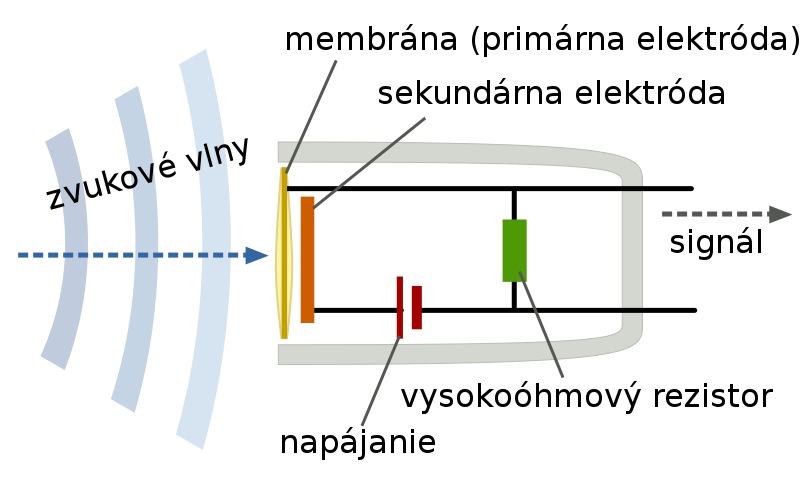 membrána (primárna elektróda)
sekundárna elektróda
zvukové vlny
signál
vysokoóhmový rezistor
napájanie